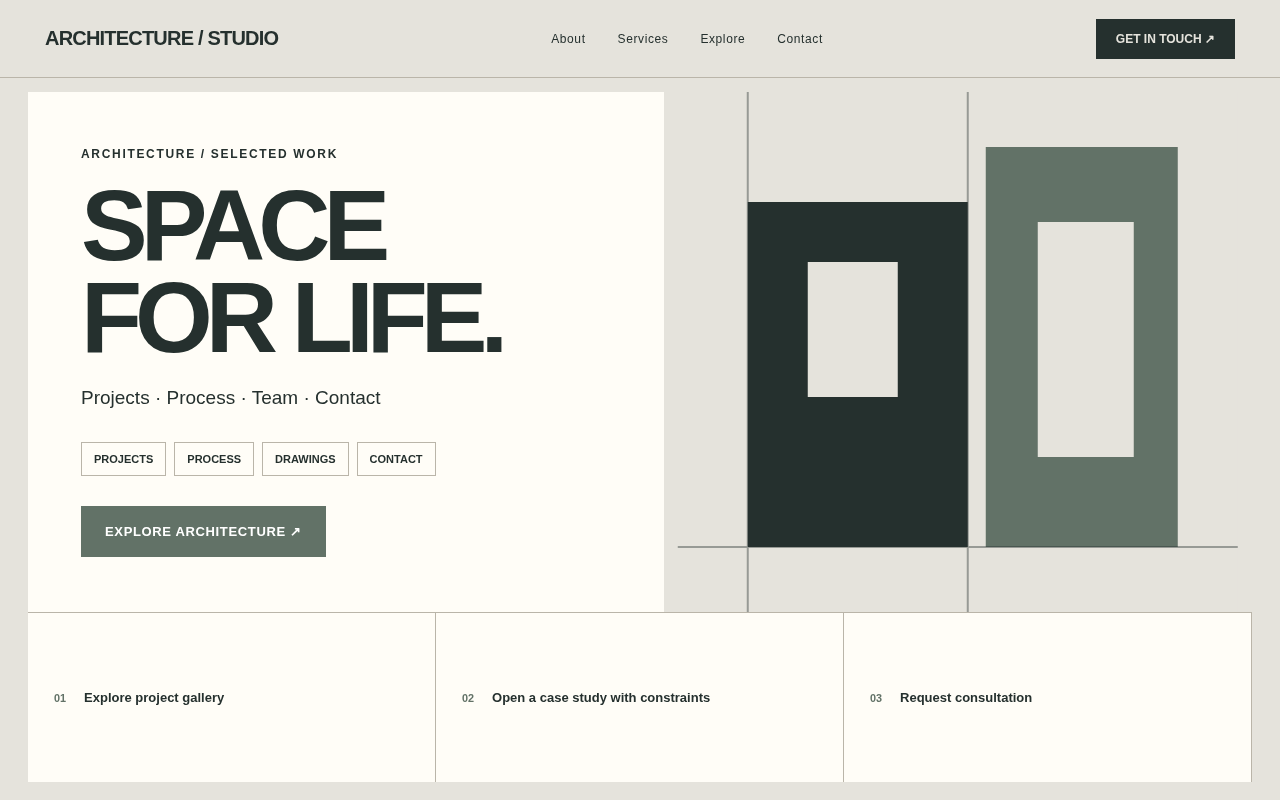 ARCHITECTURE / STUDIO
About
Services
Explore
Contact
GET IN TOUCH ↗
ARCHITECTURE / SELECTED WORK
SPACE
FOR LIFE.
Projects · Process · Team · Contact
PROJECTS
PROCESS
DRAWINGS
CONTACT
EXPLORE ARCHITECTURE ↗
01 Explore project gallery
02 Open a case study with constraints
03 Request consultation